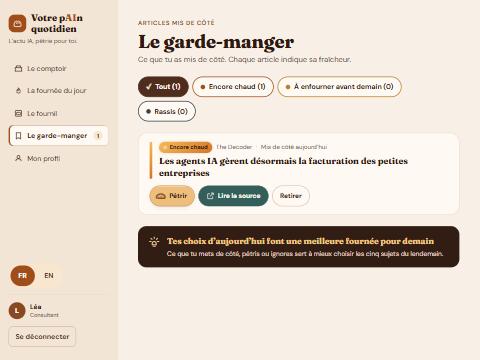 Votre pAIn
quotidien
L'actu IA, pétrie pour toi.
Le comptoir
La fournée du jour
Le fournil
Le garde-manger 1
Mon profil
FR EN
L
Léa
Consultant
Se déconnecter
ARTICLES MIS DE CÔTÉ
Le garde-manger
Ce que tu as mis de côté. Chaque article indique sa fraîcheur.
Tout (1)
Encore chaud (1)
À enfourner avant demain (0)
Rassis (0)
Encore chaud The Decoder · Mis de côté aujourd'hui
Les agents IA gèrent désormais la facturation des petites
entreprises
Pétrir
Lire la source
Retirer
Tes choix d'aujourd'hui font une meilleure fournée pour demain
Ce que tu mets de côté, pétris ou ignores sert à mieux choisir les cinq sujets du lendemain.